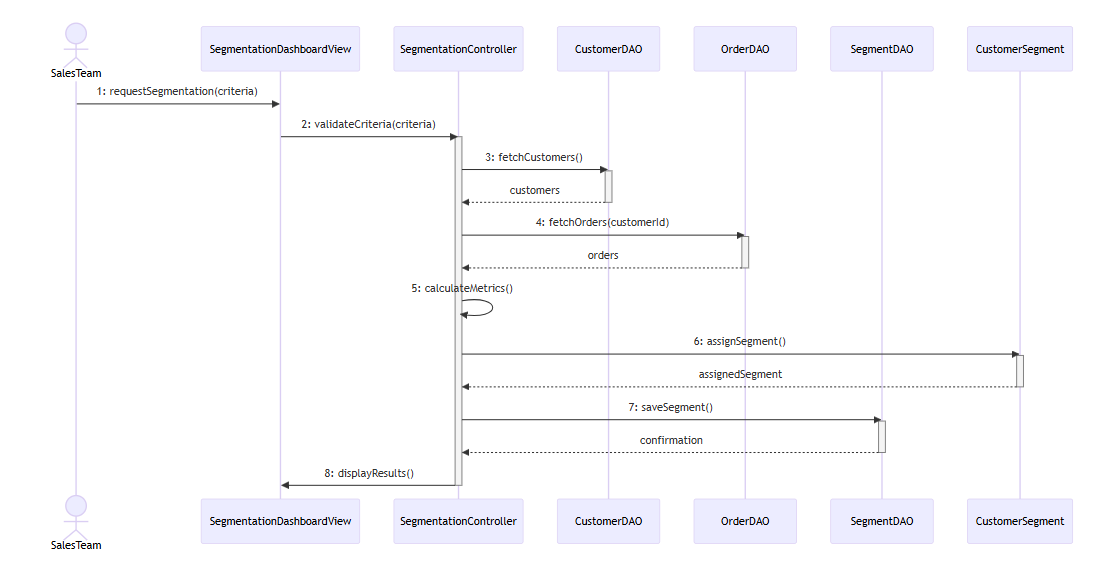 SalesTeam
SegmentationDashboardView
SegmentationController
CustomerDAO
OrderDAO
SegmentDAO
CustomerSegment
1: requestSegmentation(criteria)
2: validateCriteria(criteria)
3: fetchCustomers()
customers
4: fetchOrders(customerId)
orders
5: calculateMetrics()
6: assignSegment()
assignedSegment
7: saveSegment()
confirmation
8: displayResults()
SalesTeam
SegmentationDashboardView
SegmentationController
CustomerDAO
OrderDAO
SegmentDAO
CustomerSegment